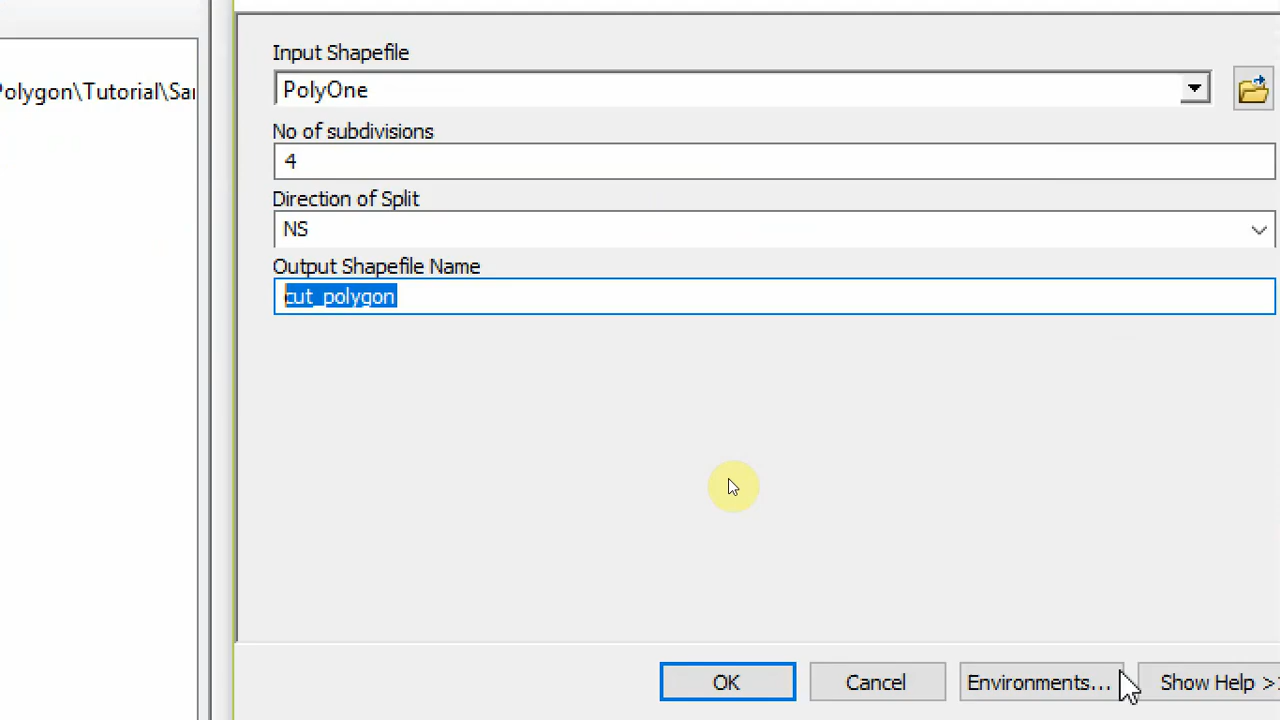 Polygon\Tutorial\Sar
Input Shapefile
PolyOne
No of subdivisions
4
Direction of Split
NS
Output Shapefile Name
cut_polygon
OK Cancel Environments... Show Help >